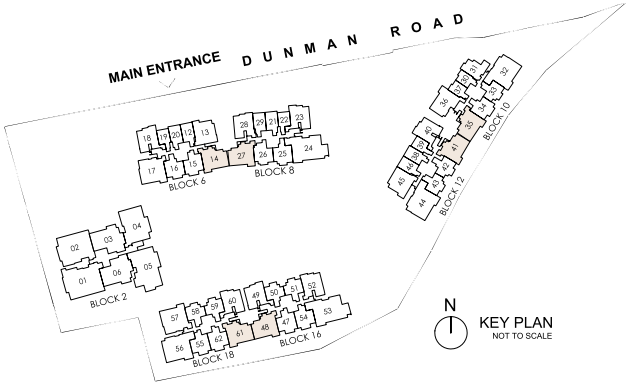 DUNMAN ROAD
MAIN ENTRANCE
31 32
30
37 33
36 34
BLOCK 10
35
40 41
39
38 42
46 43
45 44
BLOCK 12
28 29 21 22 23
18 19 20 12 13
17 16 15 14 27 26 25 24
BLOCK 6 BLOCK 8
02 03 04
01 06 05
BLOCK 2
57 58 59 60 49 50 51 52
56 55 62 61 48 47 54 53
BLOCK 18 BLOCK 16
N
KEY PLAN
NOT TO SCALE